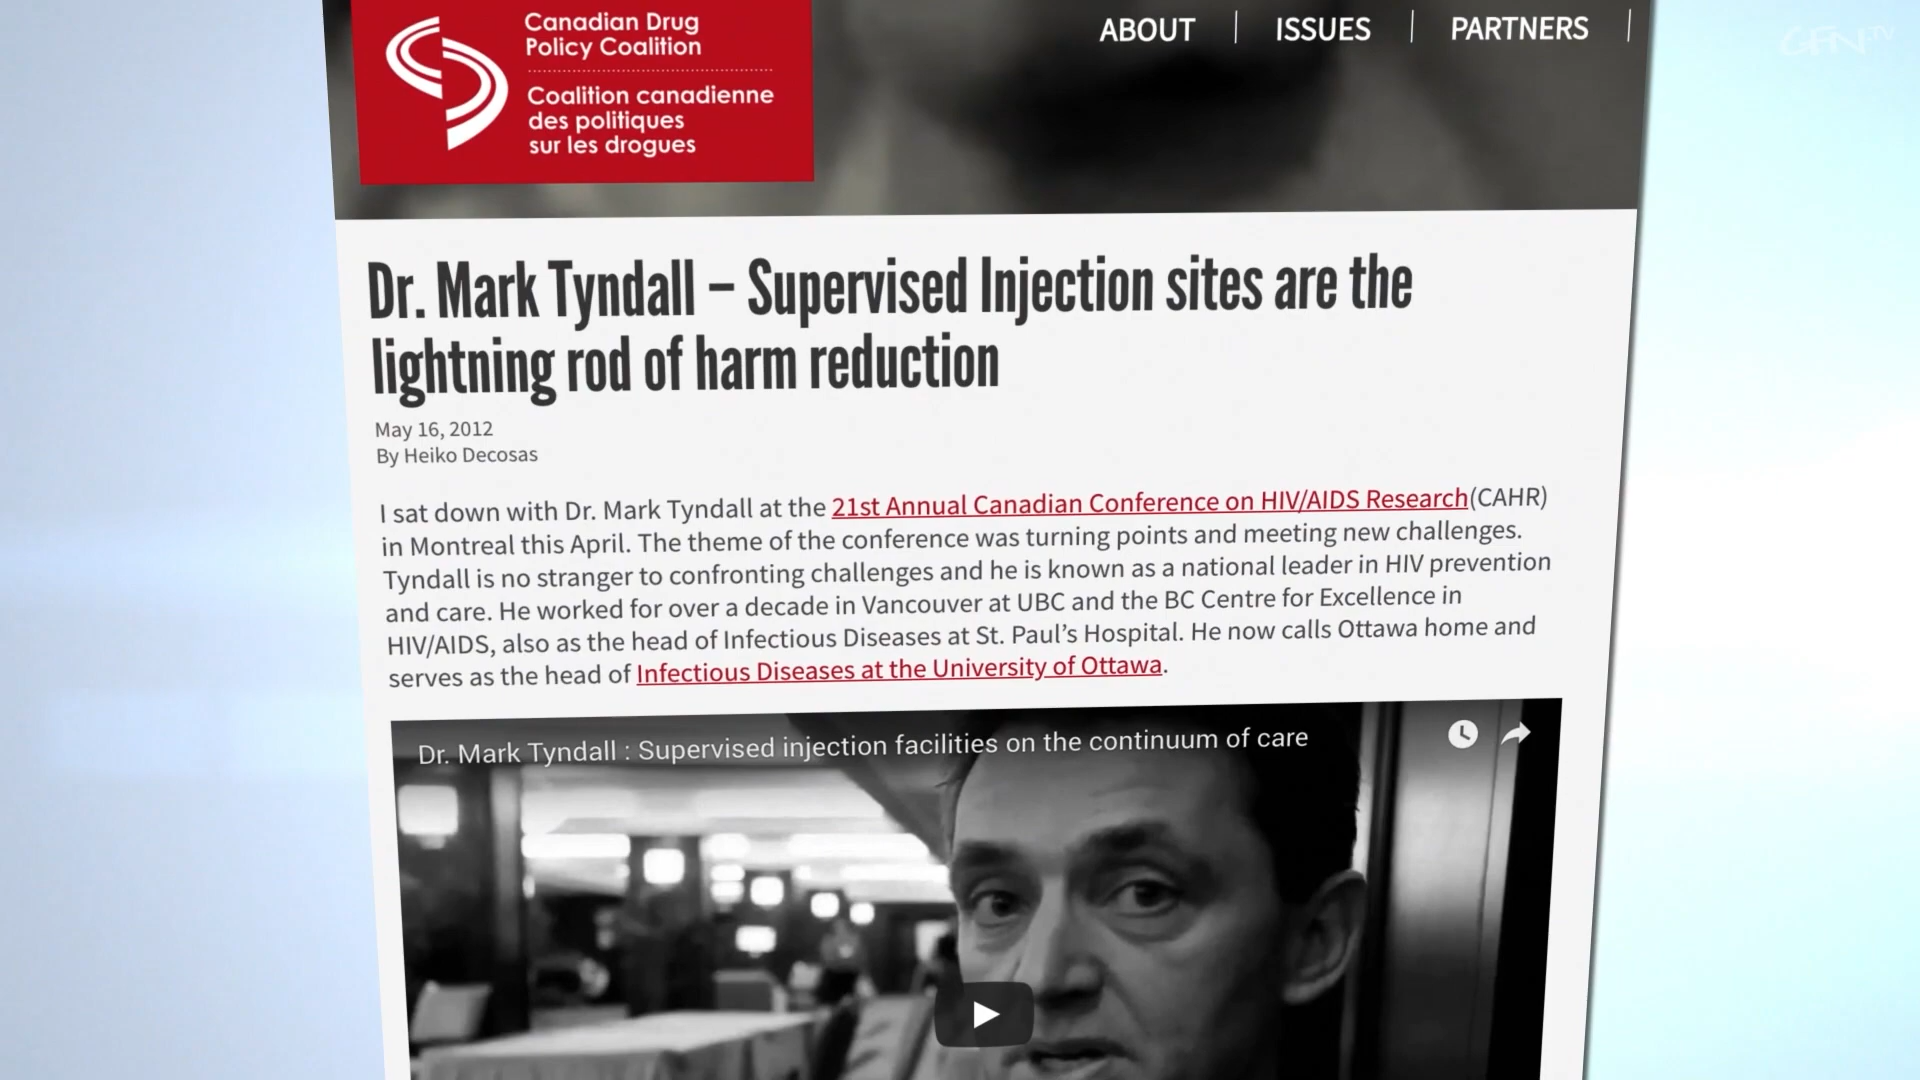 Canadian Drug
Policy Coalition
Coalition canadienne
des politiques
sur les drogues
ABOUT | ISSUES | PARTNERS |
GFN TV
Dr. Mark Tyndall – Supervised Injection sites are the
lightning rod of harm reduction
May 16, 2012
By Heiko Decosas
I sat down with Dr. Mark Tyndall at the 21st Annual Canadian Conference on HIV/AIDS Research(CAHR)
in Montreal this April. The theme of the conference was turning points and meeting new challenges.
Tyndall is no stranger to confronting challenges and he is known as a national leader in HIV prevention
and care. He worked for over a decade in Vancouver at UBC and the BC Centre for Excellence in
HIV/AIDS, also as the head of Infectious Diseases at St. Paul’s Hospital. He now calls Ottawa home and
serves as the head of Infectious Diseases at the University of Ottawa.
Dr. Mark Tyndall : Supervised injection facilities on the continuum of care